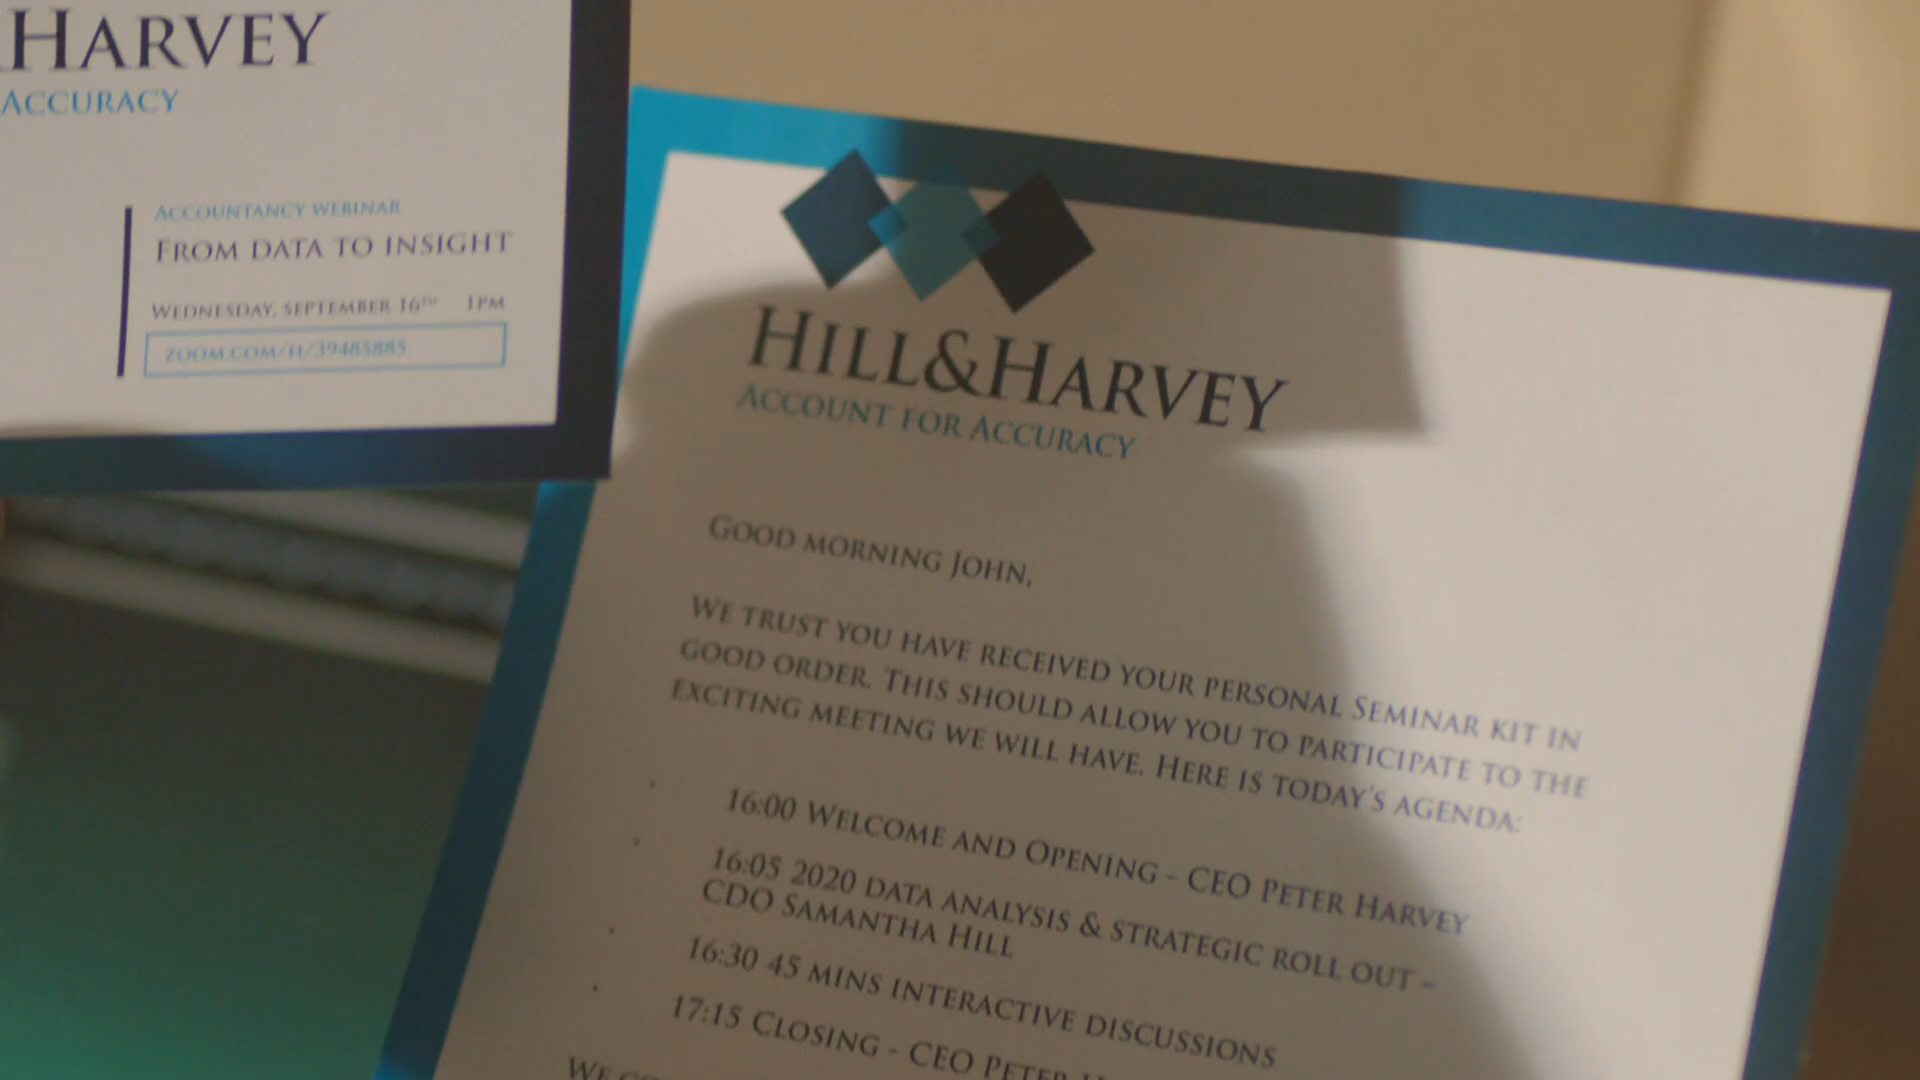 Harvey
Accuracy
Accountancy webinar
From data to insight
Wednesday, September 16th 1pm
zoom.com/h/39485885
Hill&Harvey
Account for Accuracy
Good morning John,
We trust you have received your personal Seminar kit in
good order. This should allow you to participate to the
exciting meeting we will have. Here is today's agenda:
16:00 Welcome and Opening - CEO Peter Harvey
16:05 2020 data analysis & strategic roll out –
CDO Samantha Hill
16:30 45 mins interactive discussions
17:15 Closing - CEO Peter
We